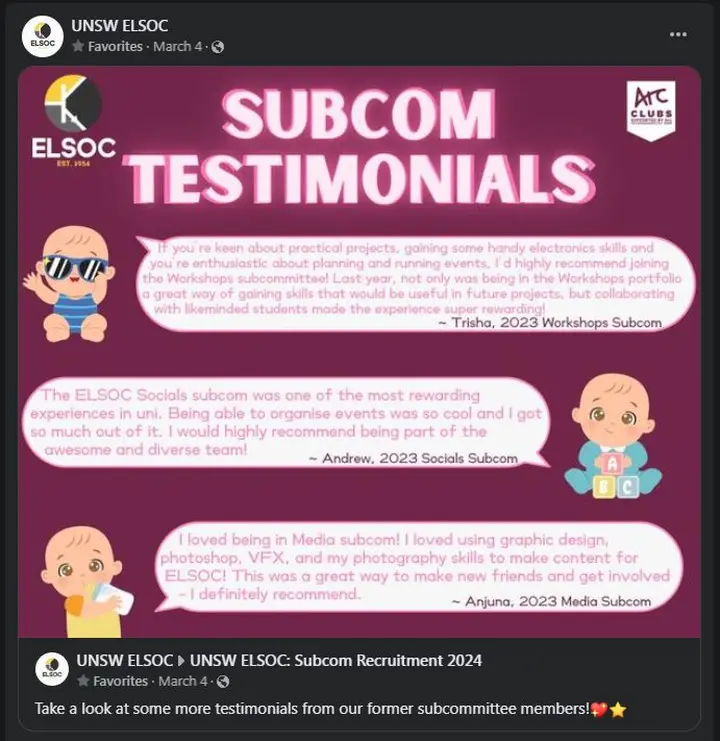 UNSW ELSOC
Favorites · March 4 ·
ELSOC
SUBCOM
TESTIMONIALS
ELSOC
EST. 1954
Arc
CLUBS
If you're keen about practical projects, gaining some handy electronics skills and
you're enthusiastic about planning and running events, I'd highly recommend joining
the Workshops subcommittee! Last year, not only was being in the Workshops portfolio
a great way of gaining skills that would be useful in future projects, but collaborating
with likeminded students made the experience super rewarding!
~ Trisha, 2023 Workshops Subcom
The ELSOC Socials subcom was one of the most rewarding
experiences in uni. Being able to organise events was so cool and I got
so much out of it. I would highly recommend being part of the
awesome and diverse team!
~ Andrew, 2023 Socials Subcom
A
B C
I loved being in Media subcom! I loved using graphic design,
photoshop, VFX, and my photography skills to make content for
ELSOC! This was a great way to make new friends and get involved
- I definitely recommend.
~ Anjuna, 2023 Media Subcom
UNSW ELSOC ▸ UNSW ELSOC: Subcom Recruitment 2024
Favorites · March 4 ·
ELSOC
Take a look at some more testimonials from our former subcommittee members!💖⭐